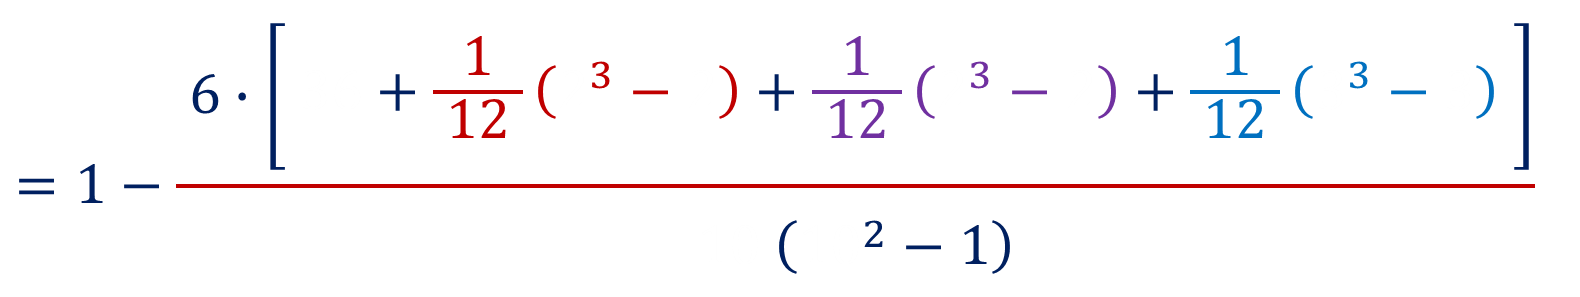 = 1 − 6 · [ + 1/12 ( ³ − ) + 1/12 ( ³ − ) + 1/12 ( ³ − ) ] / ( ² − 1)